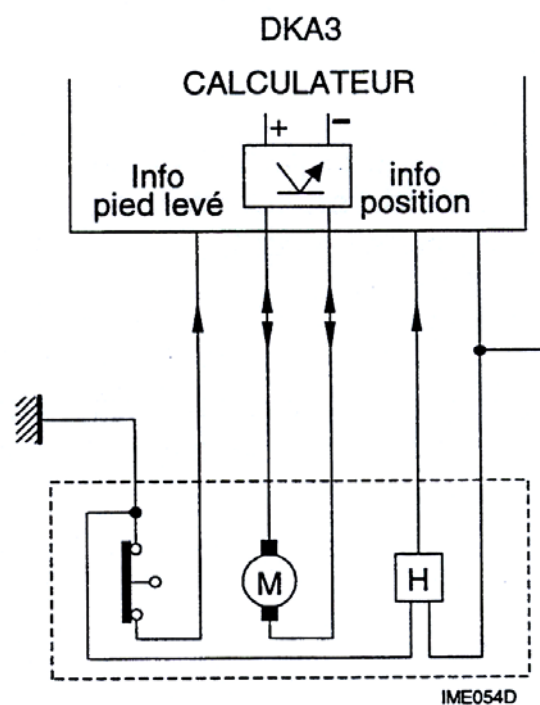 DKA3
CALCULATEUR
+ −
Info
pied levé
info
position
M
H
IME054D